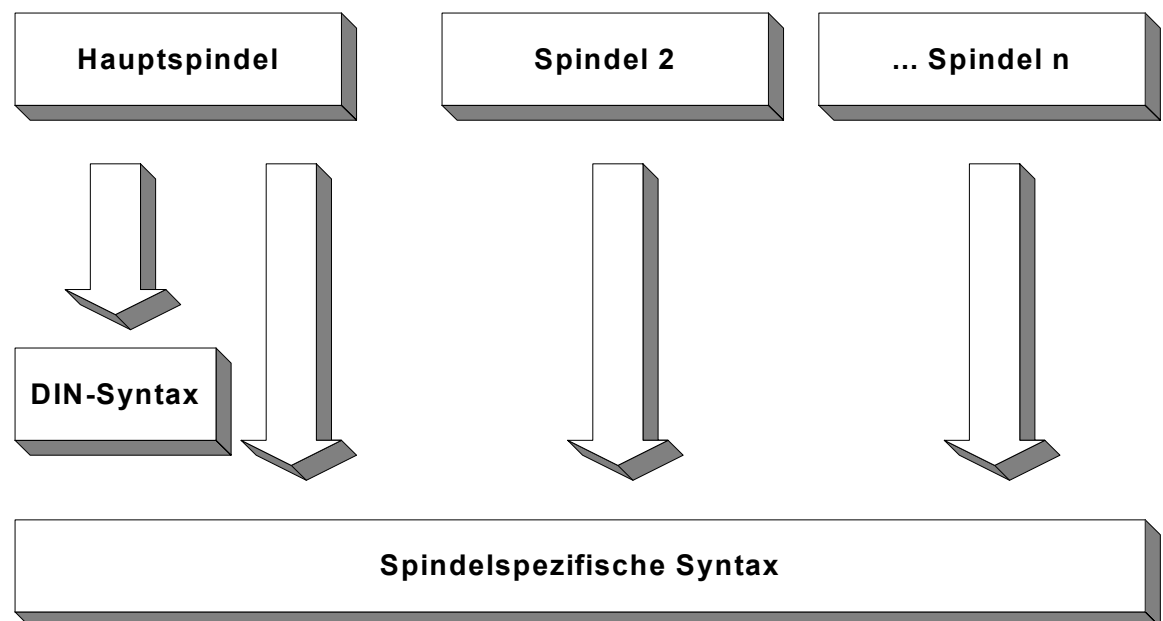 Hauptspindel
Spindel 2
... Spindel n
DIN-Syntax
Spindelspezifische Syntax